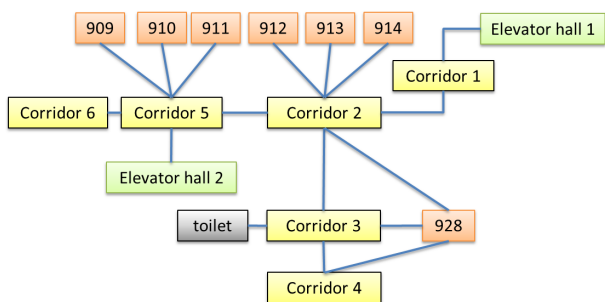 Elevator hall 1
909
910
911
912
913
914
Corridor 1
Corridor 6
Corridor 5
Corridor 2
Elevator hall 2
toilet
Corridor 3
928
Corridor 4